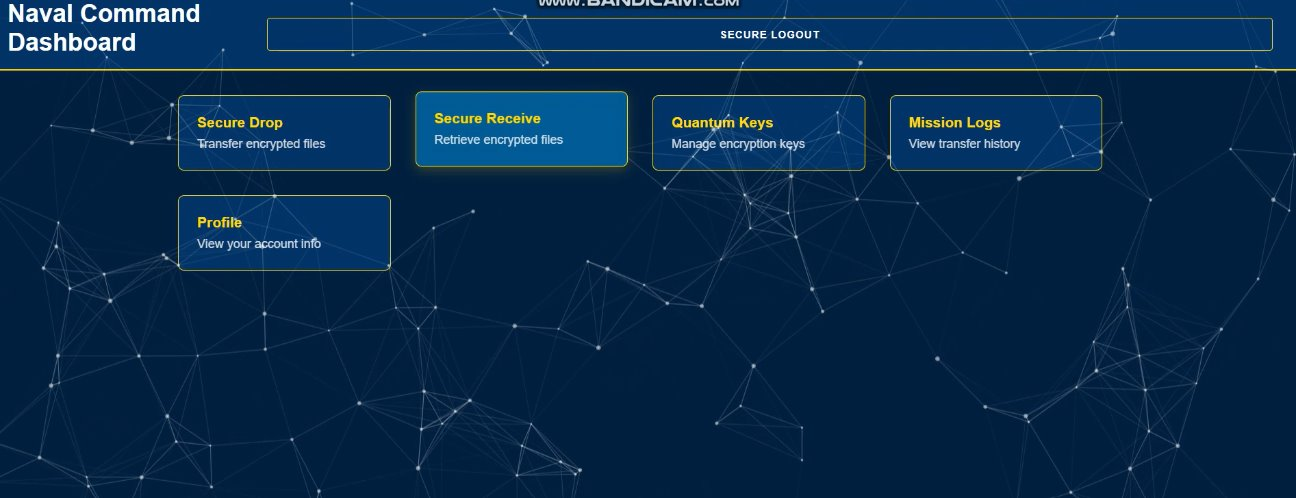 www.BANDICAM.com
Naval Command
Dashboard
SECURE LOGOUT
Secure Drop
Transfer encrypted files
Secure Receive
Retrieve encrypted files
Quantum Keys
Manage encryption keys
Mission Logs
View transfer history
Profile
View your account info